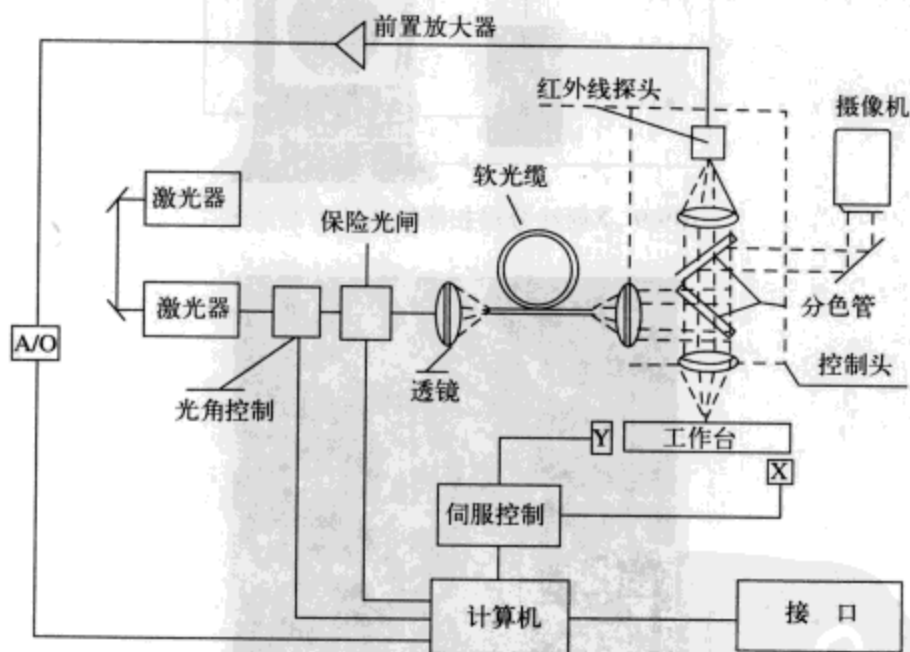 前置放大器
红外线探头
摄像机
软光缆
激光器
保险光闸
激光器
分色管
A/O
控制头
透镜
光角控制
Y
工作台
X
伺服控制
计算机
接 口